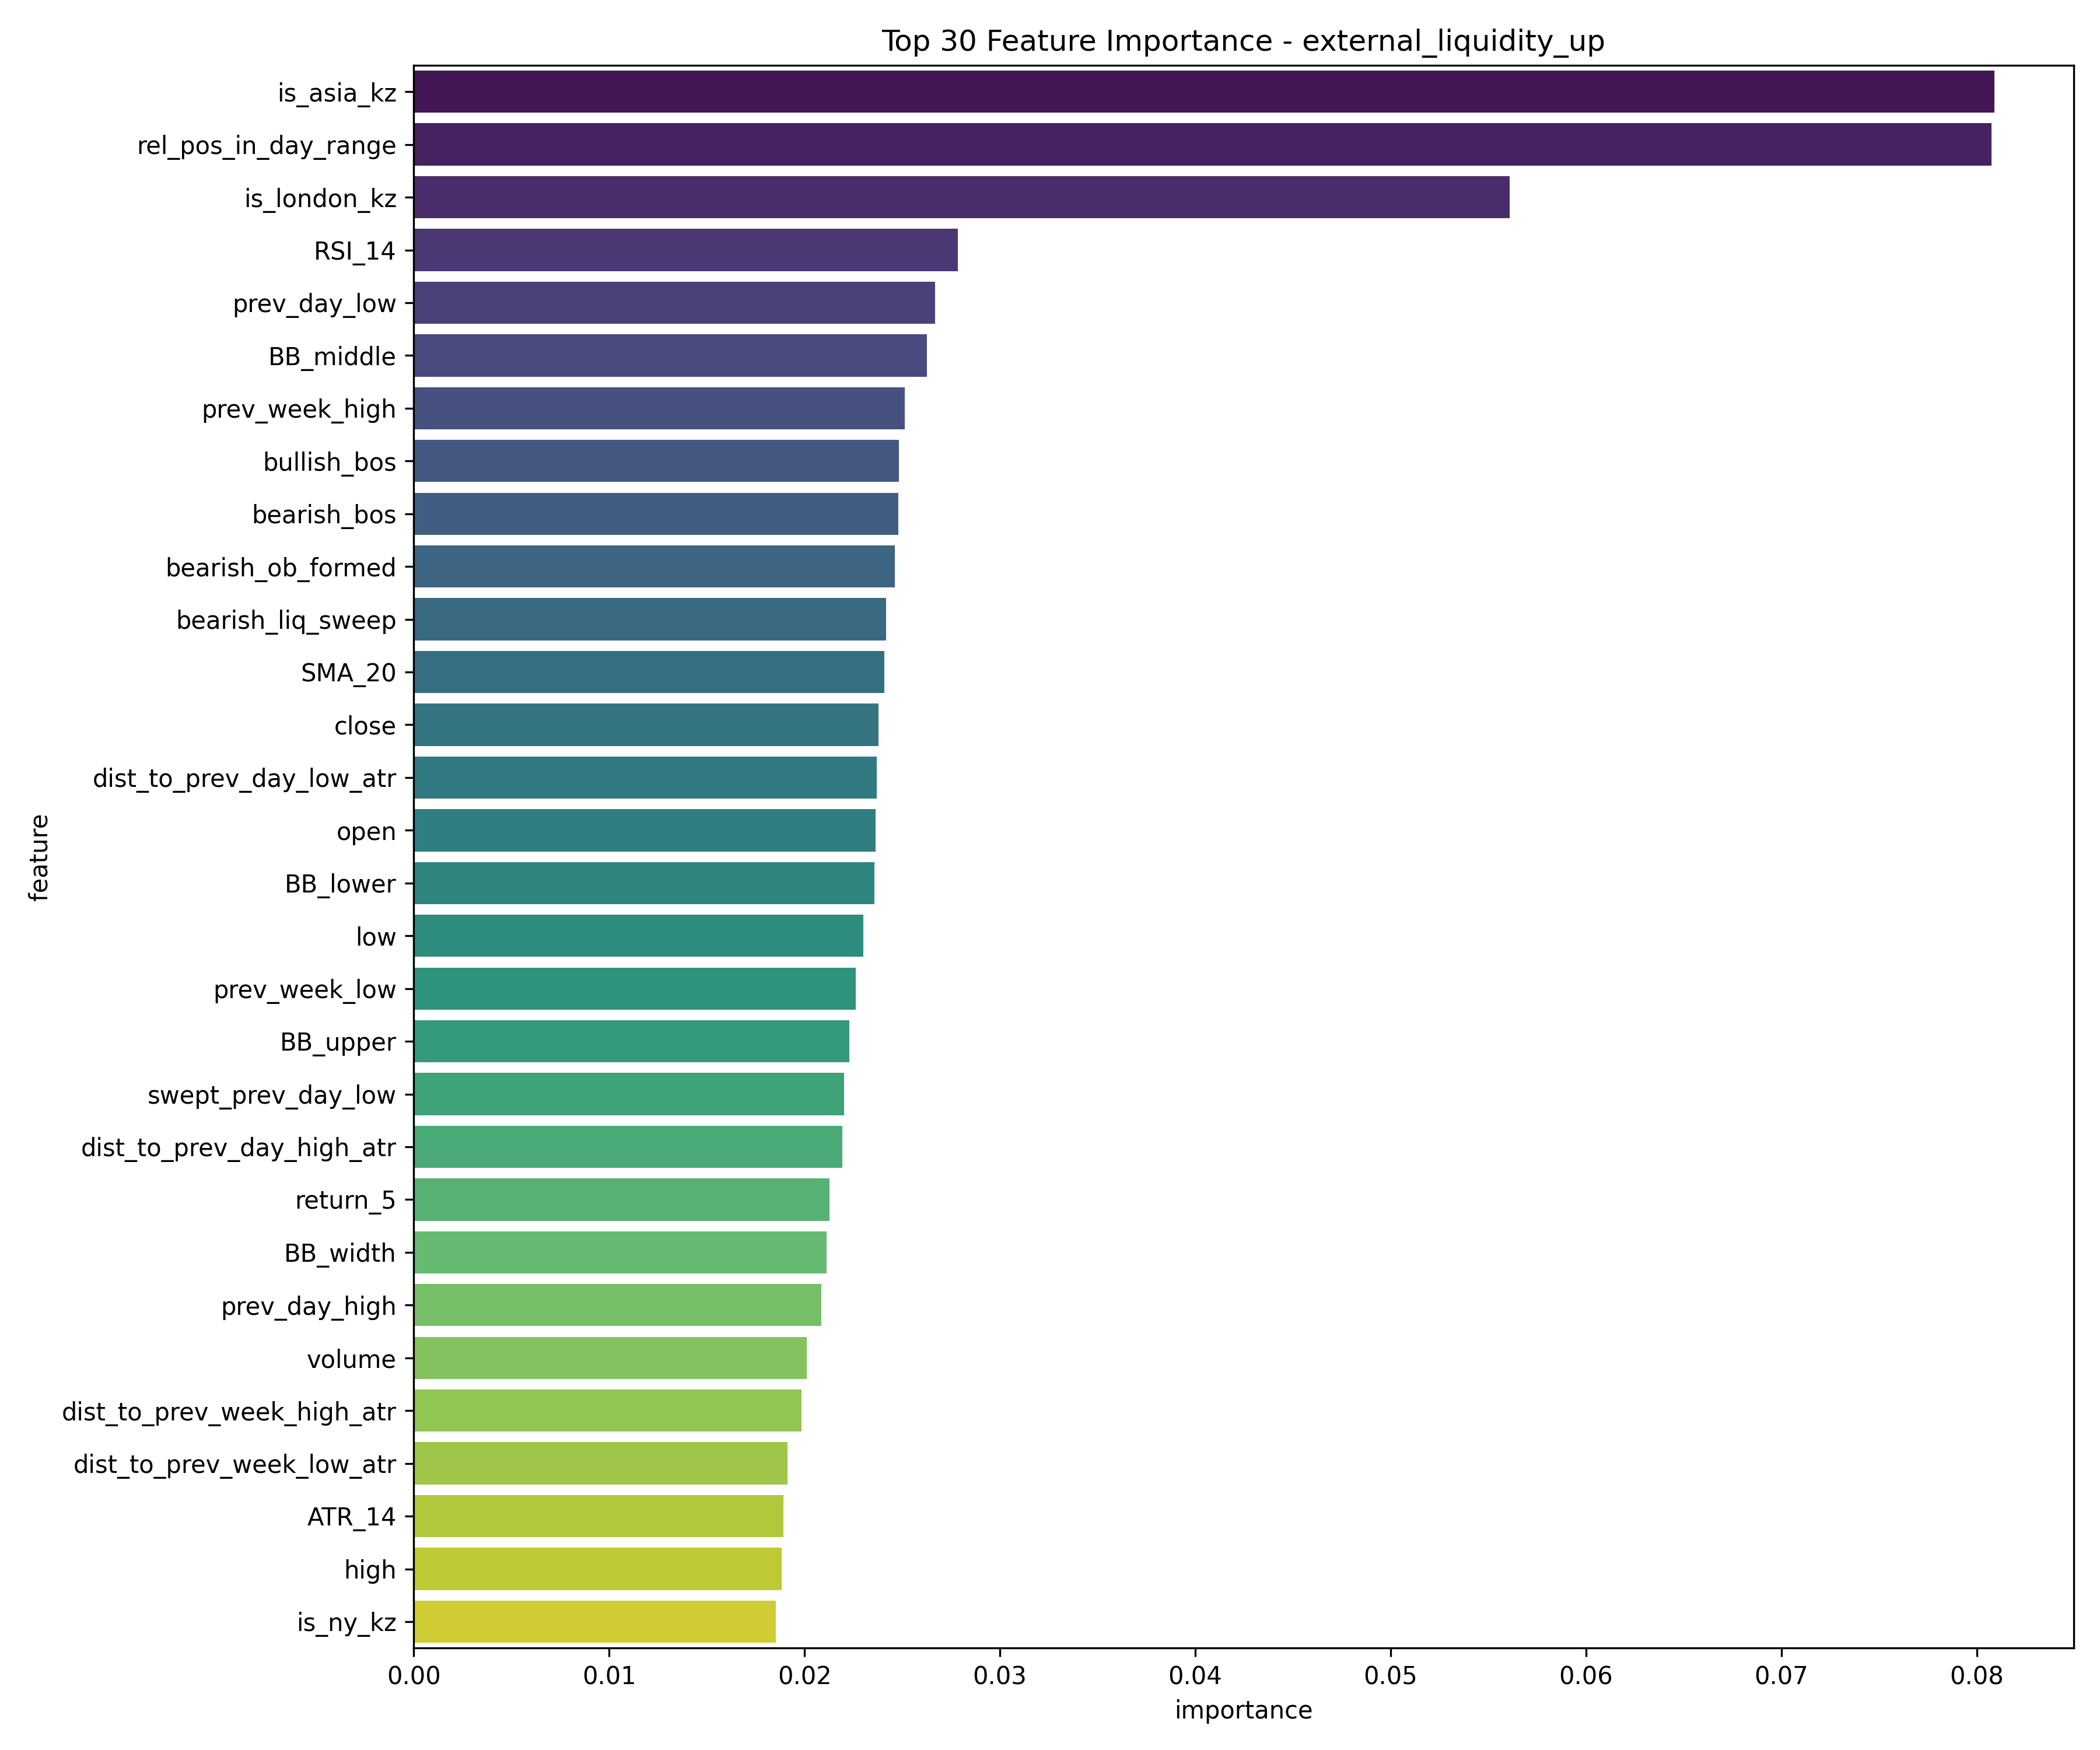 Top 30 Feature Importance - external_liquidity_up
feature
is_asia_kz
rel_pos_in_day_range
is_london_kz
RSI_14
prev_day_low
BB_middle
prev_week_high
bullish_bos
bearish_bos
bearish_ob_formed
bearish_liq_sweep
SMA_20
close
dist_to_prev_day_low_atr
open
BB_lower
low
prev_week_low
BB_upper
swept_prev_day_low
dist_to_prev_day_high_atr
return_5
BB_width
prev_day_high
volume
dist_to_prev_week_high_atr
dist_to_prev_week_low_atr
ATR_14
high
is_ny_kz
0.00 0.01 0.02 0.03 0.04 0.05 0.06 0.07 0.08
importance